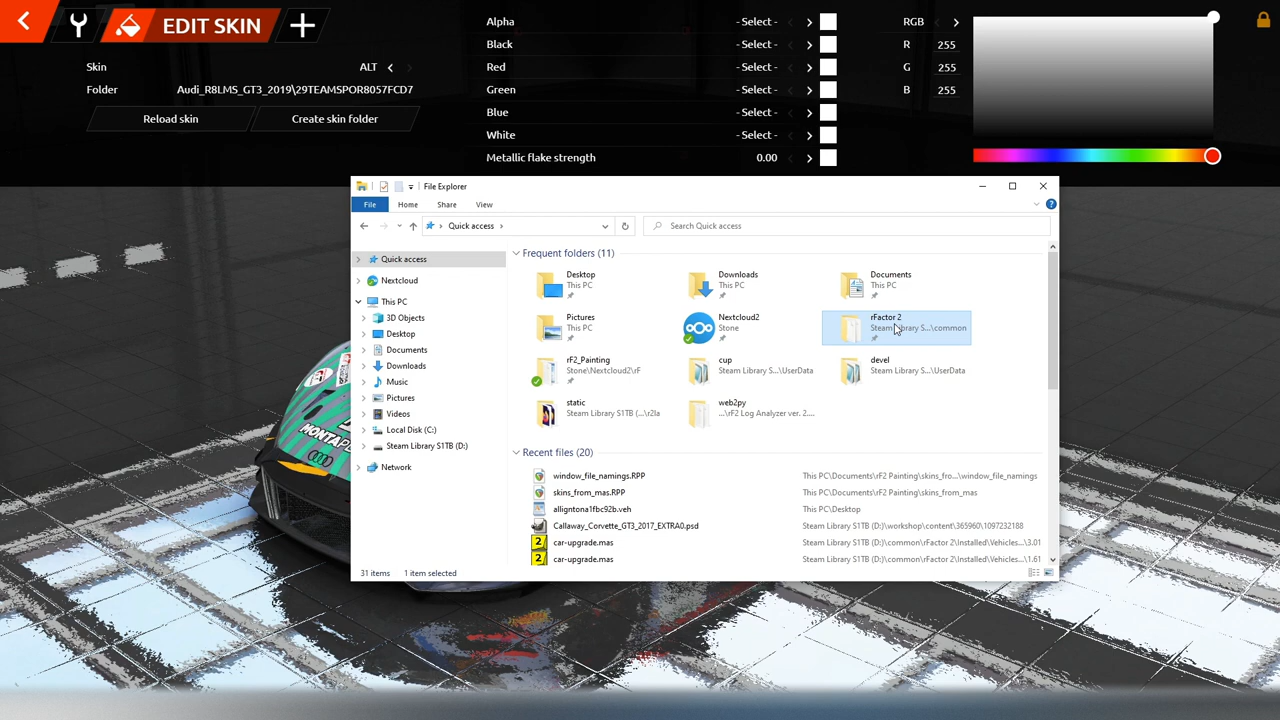 EDIT SKIN
Skin ALT
Folder Audi_R8LMS_GT3_2019\29TEAMSPOR8057FCD7
Reload skin Create skin folder
Alpha - Select -
Black - Select -
Red - Select -
Green - Select -
Blue - Select -
White - Select -
Metallic flake strength 0.00
RGB
R 255
G 255
B 255
File Explorer
File Home Share View
Quick access
Search Quick access
Quick access
Nextcloud
This PC
3D Objects
Desktop
Documents
Downloads
Music
Pictures
Videos
Local Disk (C:)
Steam Library S1TB (D:)
Network
Frequent folders (11)
Desktop
This PC
Downloads
This PC
Documents
This PC
Pictures
This PC
Nextcloud2
Stone
rFactor 2
Steam Library S...\common
rF2_Painting
Stone\Nextcloud2\rF
cup
Steam Library S...\UserData
devel
Steam Library S...\UserData
static
Steam Library S1TB (...\r2la
web2py
...\rF2 Log Analyzer ver. 2....
Recent files (20)
window_file_namings.RPP This PC\Documents\rF2 Painting\skins_fro...\window_file_namings
skins_from_mas.RPP This PC\Documents\rF2 Painting\skins_from_mas
alligntona1fbc92b.veh This PC\Desktop
Callaway_Corvette_GT3_2017_EXTRA0.psd Steam Library S1TB (D:)\workshop\content\365960\1097232188
car-upgrade.mas Steam Library S1TB (D:)\common\rFactor 2\Installed\Vehicles...\3.01
car-upgrade.mas Steam Library S1TB (D:)\common\rFactor 2\Installed\Vehicles...\1.61
31 items 1 item selected